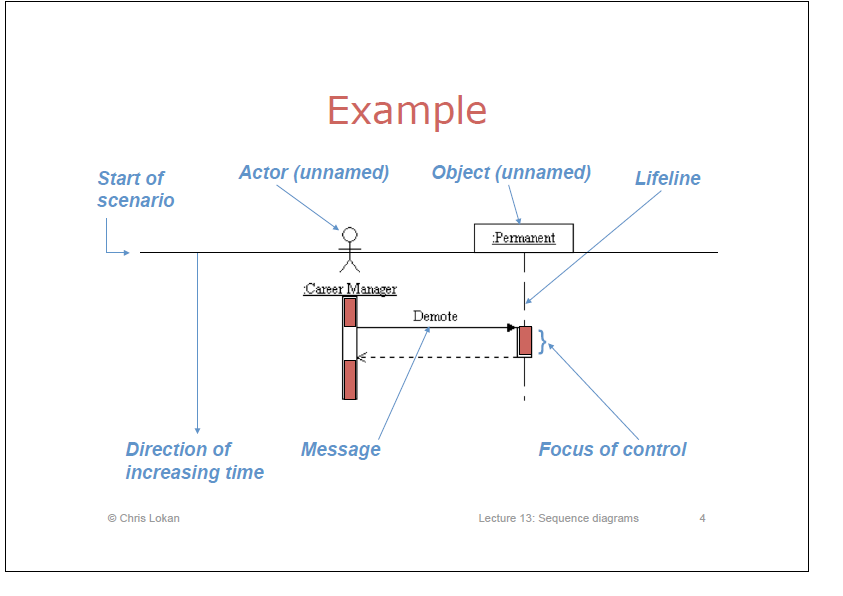 Example
Start of
scenario
Actor (unnamed)
Object (unnamed)
Lifeline
:Permanent
:Career Manager
Demote
}
Direction of
increasing time
Message
Focus of control
© Chris Lokan
Lecture 13: Sequence diagrams
4